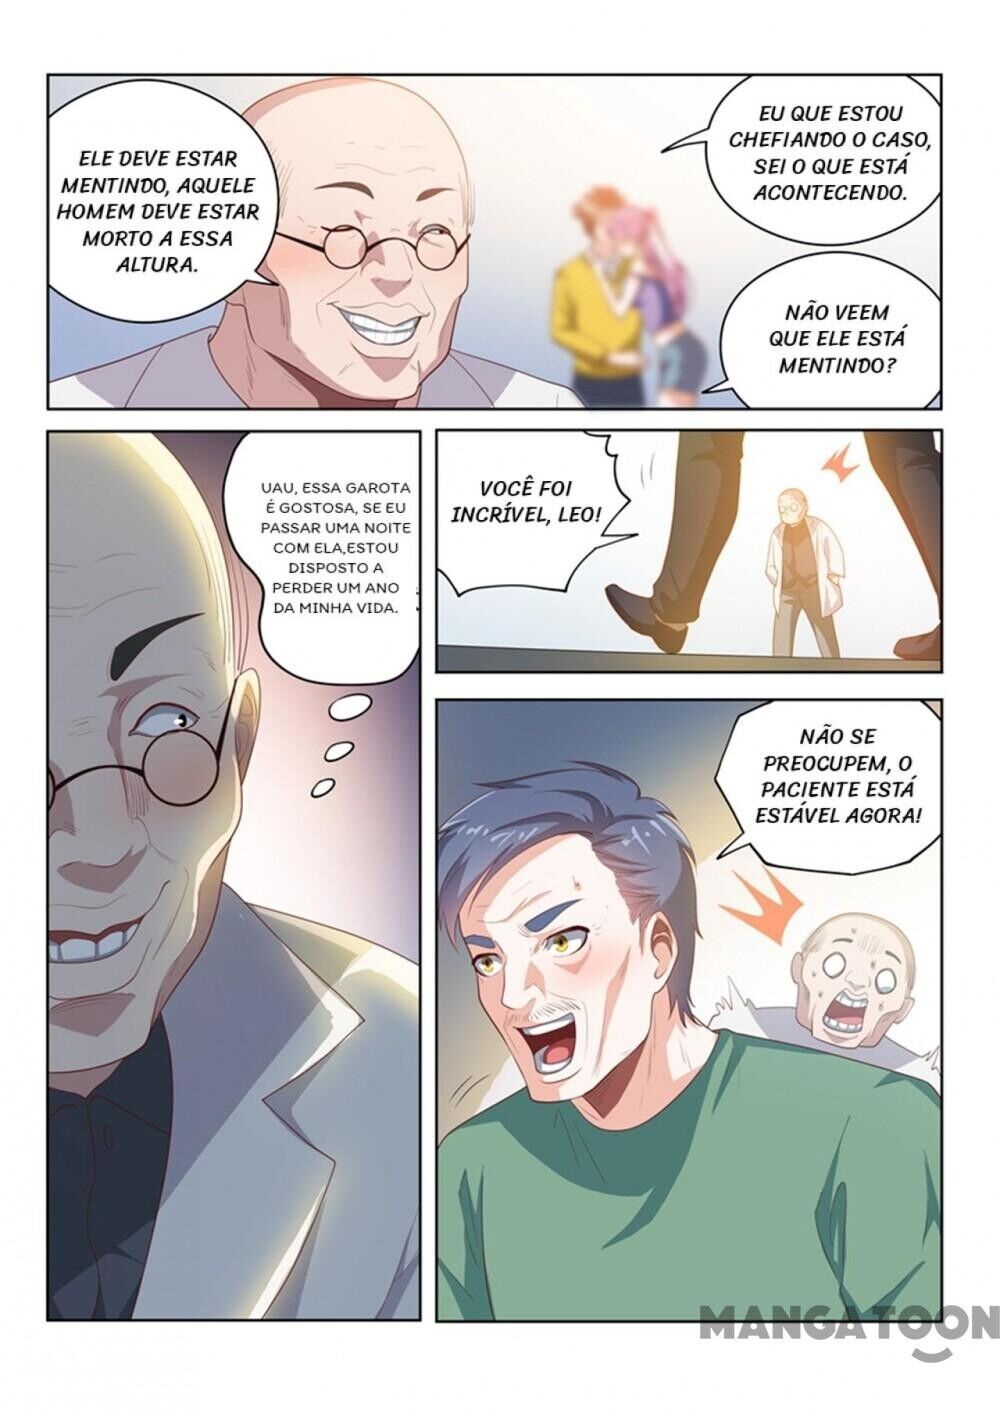 ELE DEVE ESTAR
MENTINDO, AQUELE
HOMEM DEVE ESTAR
MORTO A ESSA
ALTURA.
EU QUE ESTOU
CHEFIANDO O CASO,
SEI O QUE ESTÁ
ACONTECENDO.
NÃO VEEM
QUE ELE ESTÁ
MENTINDO?
UAU, ESSA GAROTA
É GOSTOSA, SE EU
PASSAR UMA NOITE
COM ELA,ESTOU
DISPOSTO A
PERDER UM ANO
DA MINHA VIDA.
VOCÊ FOI
INCRÍVEL, LEO!
NÃO SE
PREOCUPEM, O
PACIENTE ESTÁ
ESTÁVEL AGORA!
MANGATOON